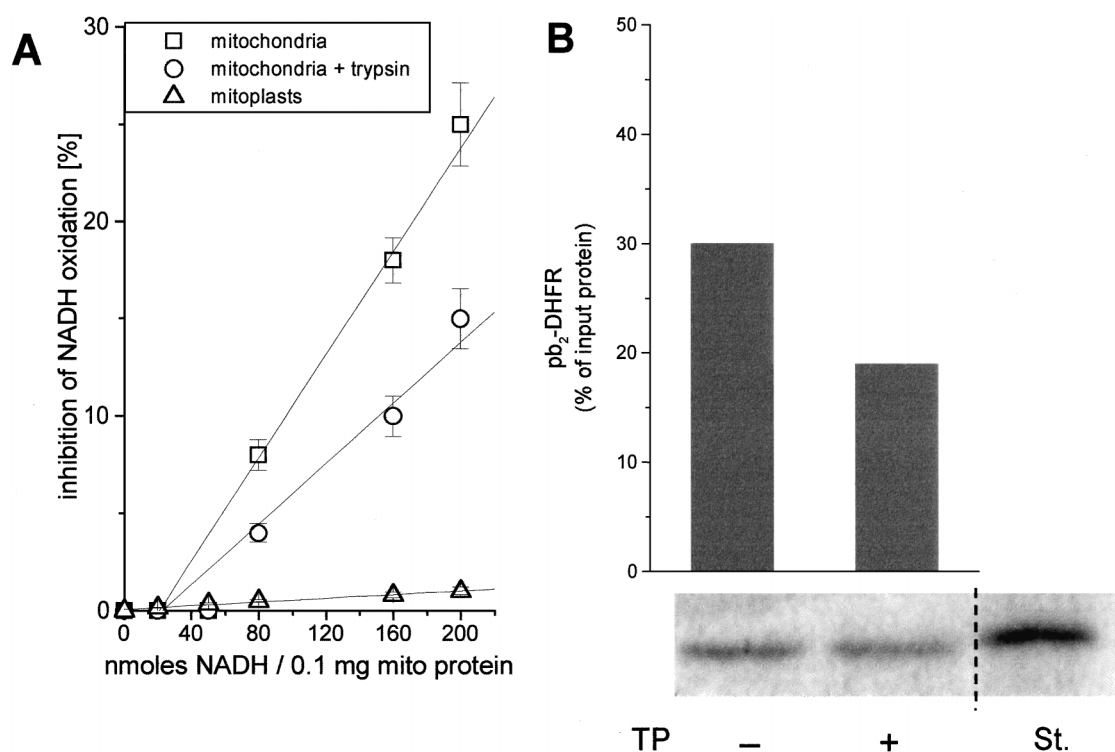 A
mitochondria
mitochondria + trypsin
mitoplasts
inhibition of NADH oxidation [%]
30
20
10
0
0 40 80 120 160 200
nmoles NADH / 0.1 mg mito protein
B
pb2-DHFR
(% of input protein)
50
40
30
20
10
0
TP – + St.